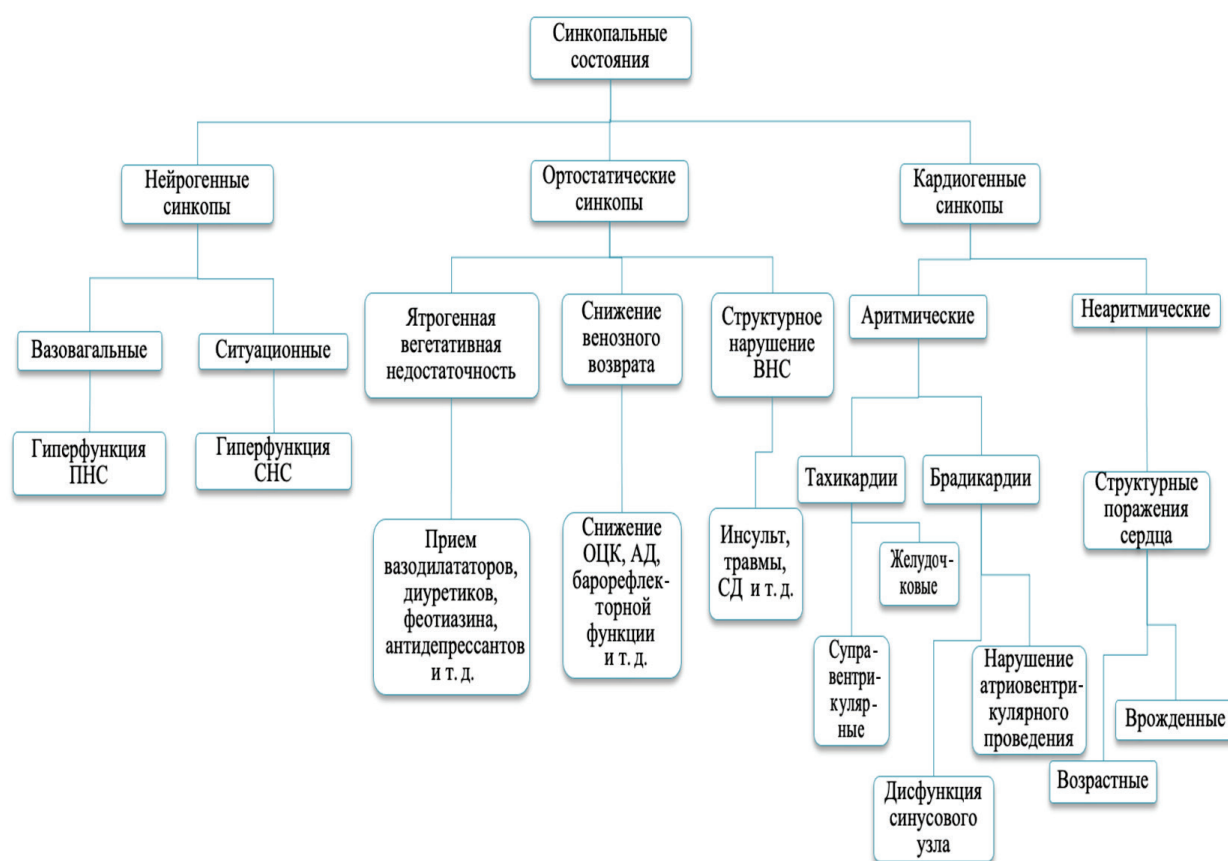 Синкопальные
состояния
Нейрогенные
синкопы
Ортостатические
синкопы
Кардиогенные
синкопы
Вазовагальные
Ситуационные
Ятрогенная
вегетативная
недостаточность
Снижение
венозного
возврата
Структурное
нарушение
ВНС
Аритмические
Неаритмические
Гиперфункция
ПНС
Гиперфункция
СНС
Прием
вазодилататоров,
диуретиков,
феотиазина,
антидепрессантов
и т. д.
Снижение
ОЦК, АД,
барорефлек-
торной
функции
и т. д.
Инсульт,
травмы,
СД и т. д.
Тахикардии
Брадикардии
Структурные
поражения
сердца
Супра-
вентри-
куляр-
ные
Желудоч-
ковые
Дисфункция
синусового
узла
Нарушение
атриовентри-
кулярного
проведения
Возрастные
Врожденные